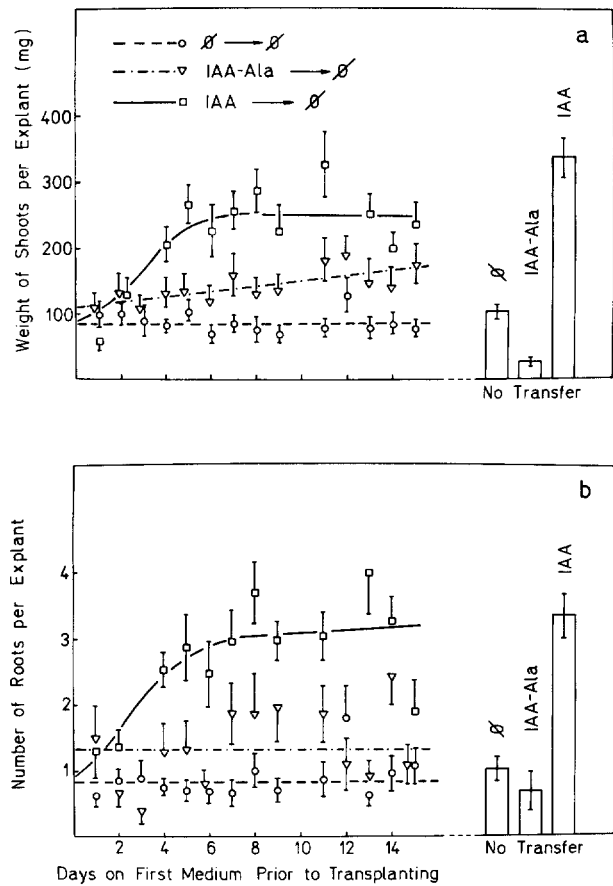 a
Ø → Ø
IAA-Ala → Ø
IAA → Ø
Weight of Shoots per Explant (mg)
400
300
200
100
Ø
IAA-Ala
IAA
No Transfer
b
Number of Roots per Explant
4
3
2
1
0
2
4
6
8
10
12
14
Days on First Medium Prior to Transplanting
Ø
IAA-Ala
IAA
No Transfer